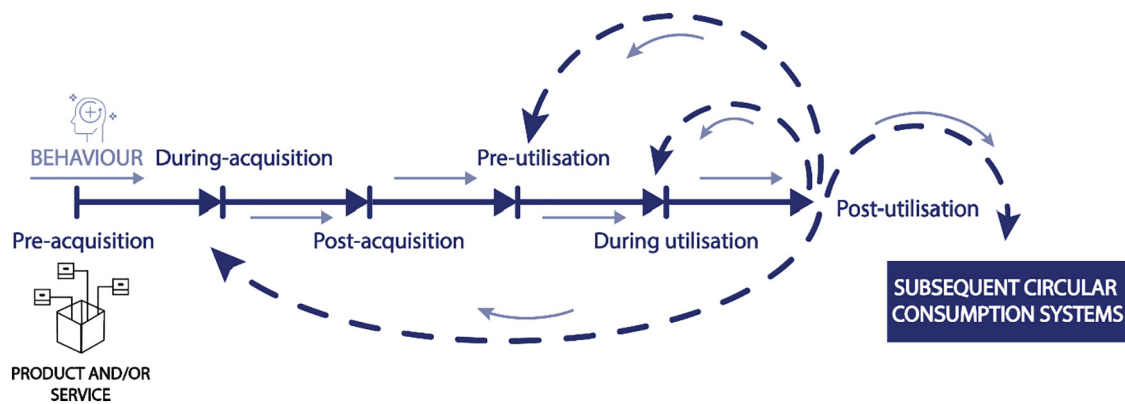 BEHAVIOUR
During-acquisition
Pre-utilisation
Pre-acquisition
Post-acquisition
During utilisation
Post-utilisation
SUBSEQUENT CIRCULAR
CONSUMPTION SYSTEMS
PRODUCT AND/OR
SERVICE